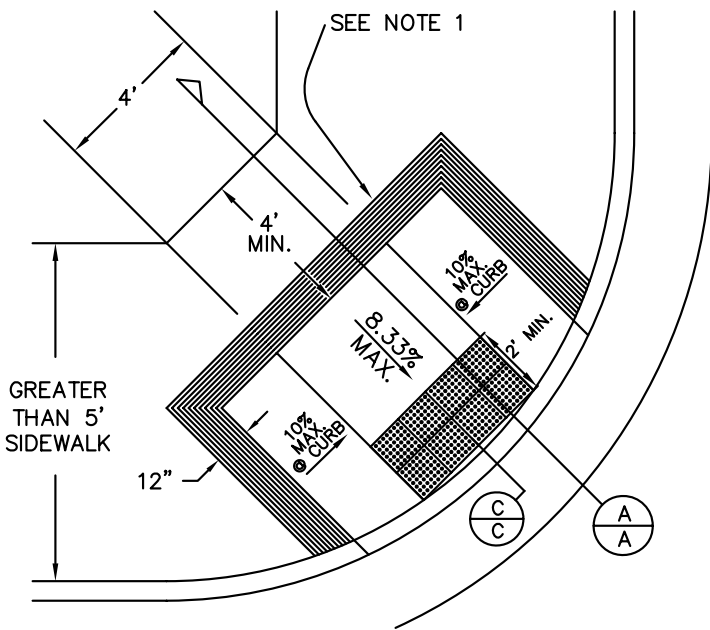 SEE NOTE 1
4'
4'
MIN.
10%
MAX.
@ CURB
8.33%
MAX.
2' MIN.
GREATER
THAN 5'
SIDEWALK
10%
MAX.
@ CURB
12"
C
C
A
A